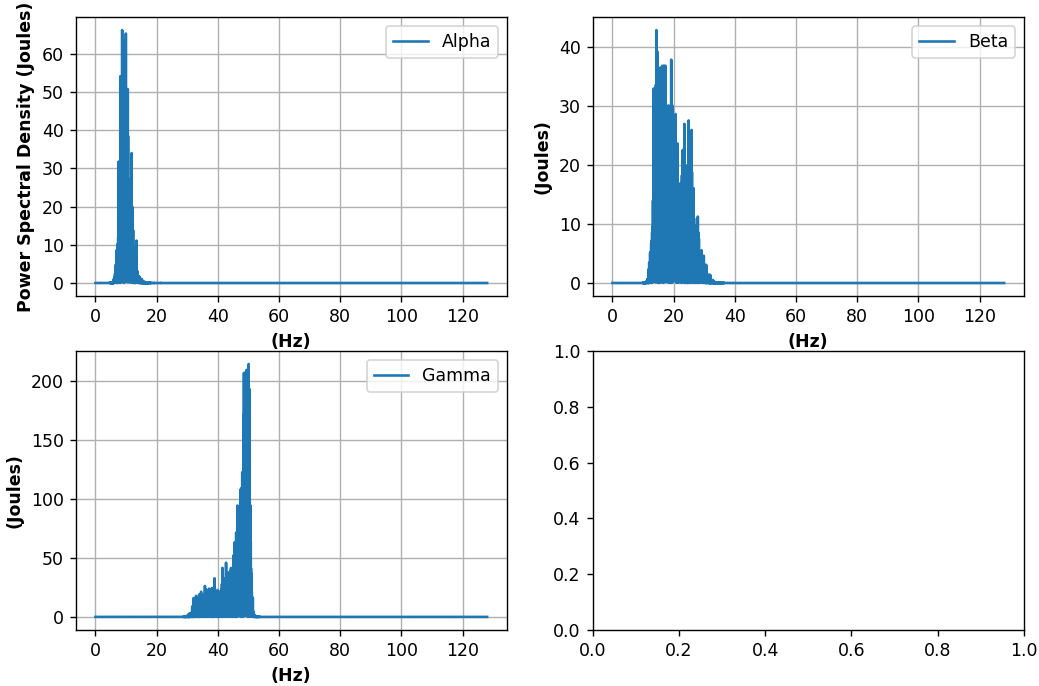 Power Spectral Density (Joules)
60
50
40
30
20
10
0
Alpha
0 20 40 60 80 100 120
(Hz)
(Joules)
40
30
20
10
0
Beta
0 20 40 60 80 100 120
(Hz)
(Joules)
200
150
100
50
0
Gamma
0 20 40 60 80 100 120
(Hz)
1.0
0.8
0.6
0.4
0.2
0.0
0.0 0.2 0.4 0.6 0.8 1.0